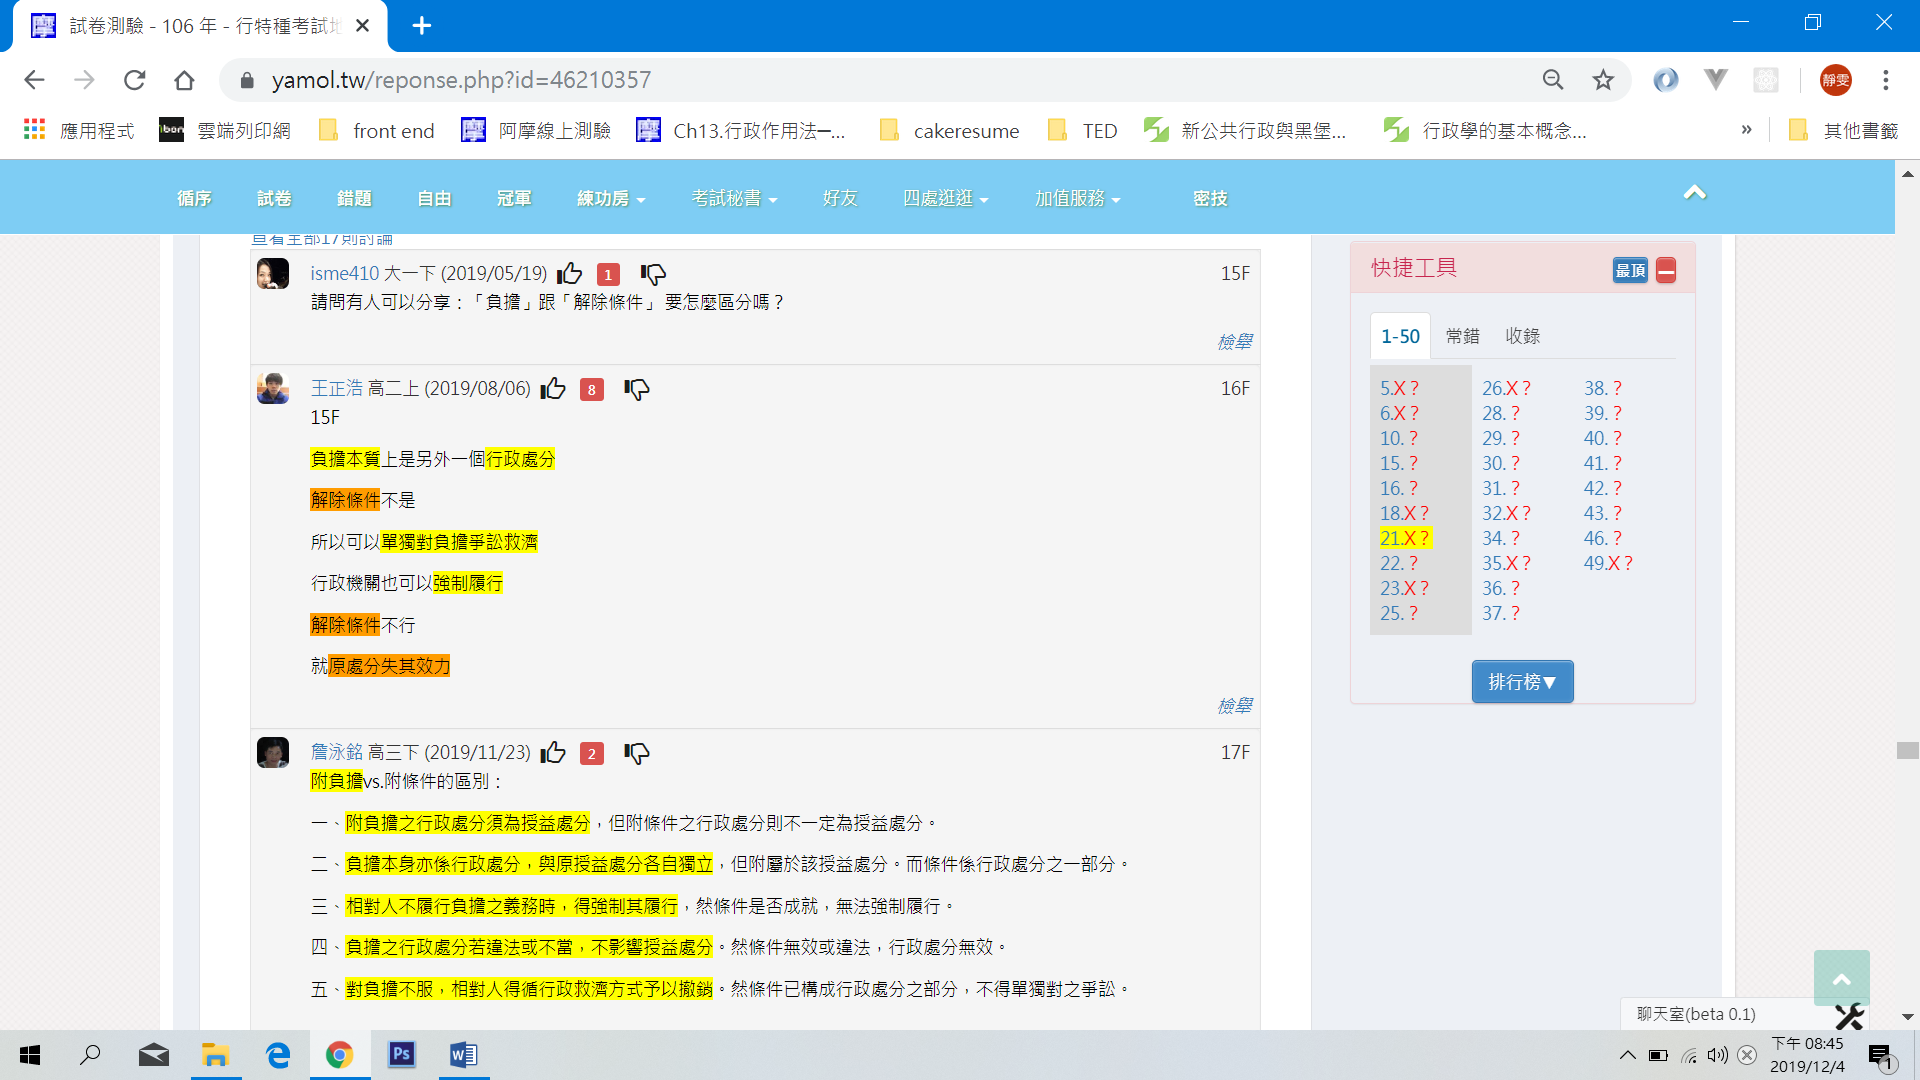 試卷測驗 - 106 年 - 行特種考試地
yamol.tw/reponse.php?id=46210357
靜雯
應用程式
ibon
雲端列印網
front end
阿摩線上測驗
Ch13.行政作用法─...
cakeresume
TED
新公共行政與黑堡...
行政學的基本概念...
»
其他書籤
循序
試卷
錯題
自由
冠軍
練功房
考試秘書
好友
四處逛逛
加值服務
密技
查看全部17則討論
isme410 大一下 (2019/05/19) 1 15F
請問有人可以分享：「負擔」跟「解除條件」 要怎麼區分嗎？
檢舉
王正浩 高二上 (2019/08/06) 8 16F
15F
負擔本質上是另外一個行政處分
解除條件不是
所以可以單獨對負擔爭訟救濟
行政機關也可以強制履行
解除條件不行
就原處分失其效力
檢舉
詹泳銘 高三下 (2019/11/23) 2 17F
附負擔vs.附條件的區別：
一、附負擔之行政處分須為授益處分，但附條件之行政處分則不一定為授益處分。
二、負擔本身亦係行政處分，與原授益處分各自獨立，但附屬於該授益處分。而條件係行政處分之一部分。
三、相對人不履行負擔之義務時，得強制其履行，然條件是否成就，無法強制履行。
四、負擔之行政處分若違法或不當，不影響授益處分。然條件無效或違法，行政處分無效。
五、對負擔不服，相對人得循行政救濟方式予以撤銷。然條件已構成行政處分之部分，不得單獨對之爭訟。
快捷工具
最頂
1-50
常錯
收錄
5.X ?
6.X ?
10. ?
15. ?
16. ?
18.X ?
21.X ?
22. ?
23.X ?
25. ?
26.X ?
28. ?
29. ?
30. ?
31. ?
32.X ?
34. ?
35.X ?
36. ?
37. ?
38. ?
39. ?
40. ?
41. ?
42. ?
43. ?
46. ?
49.X ?
排行榜▼
聊天室(beta 0.1)
Ps
下午 08:45
2019/12/4
1